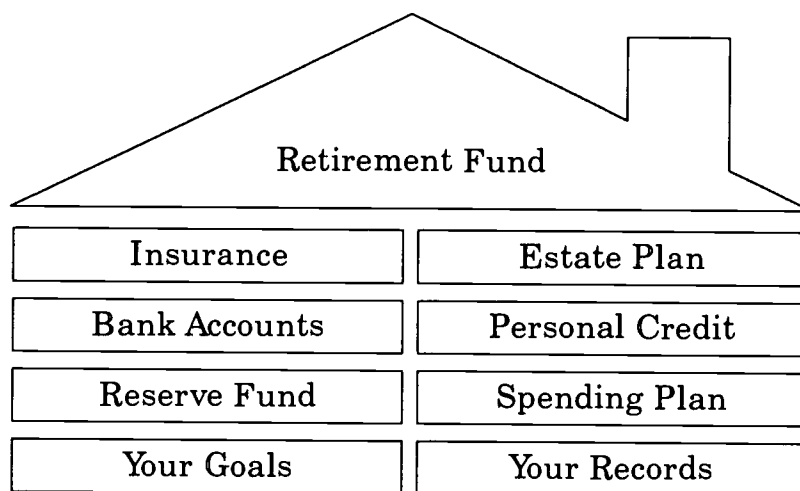 Retirement Fund
Insurance
Estate Plan
Bank Accounts
Personal Credit
Reserve Fund
Spending Plan
Your Goals
Your Records